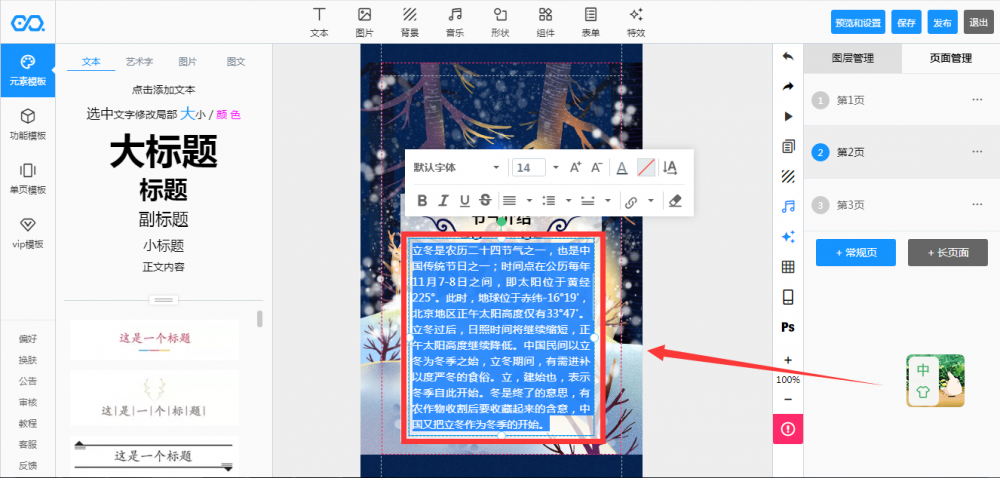 文本
图片
背景
音乐
形状
组件
表单
特效
预览和设置
保存
发布
退出
元素模板
功能模板
单页模板
vip模板
偏好
换肤
公告
审核
教程
客服
反馈
文本
艺术字
图片
图文
点击添加文本
选中文字修改局部 大小 / 颜 色
大标题
标题
副标题
小标题
正文内容
这是一个标题
这|是|一|个|标|题|
这是一个标题
默认字体
14
B I U S
立冬是农历二十四节气之一，也是中
国传统节日之一；时间点在公历每年
11月7-8日之间，即太阳位于黄经
225°。此时，地球位于赤纬-16°19'，
北京地区正午太阳高度仅有33°47'。
立冬过后，日照时间将继续缩短，正
午太阳高度继续降低。中国民间以立
冬为冬季之始，立冬期间，有需进补
以度严冬的食俗。立，建始也，表示
冬季自此开始。冬是终了的意思，有
农作物收割后要收藏起来的含意，中
国又把立冬作为冬季的开始。
Ps
100%
图层管理
页面管理
1 第1页
2 第2页
3 第3页
+ 常规页
+ 长页面
中